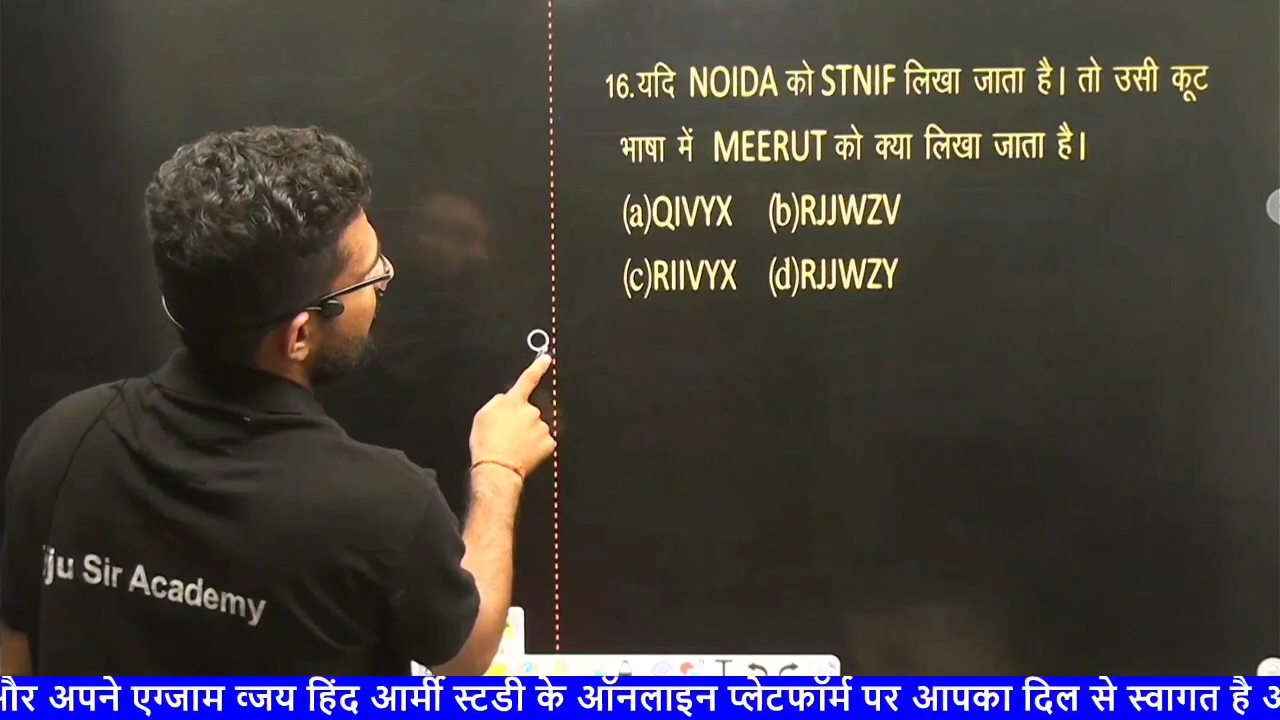 16.यदि NOIDA को STNIF लिखा जाता है। तो उसी कूट
भाषा में MEERUT को क्या लिखा जाता है।
(a)QIVYX (b)RJJWZV
(c)RIIVYX (d)RJJWZY
ju Sir Academy
और अपने एग्जाम व्जय हिंद आर्मी स्टडी के ऑनलाइन प्लेटफॉर्म पर आपका दिल से स्वागत है